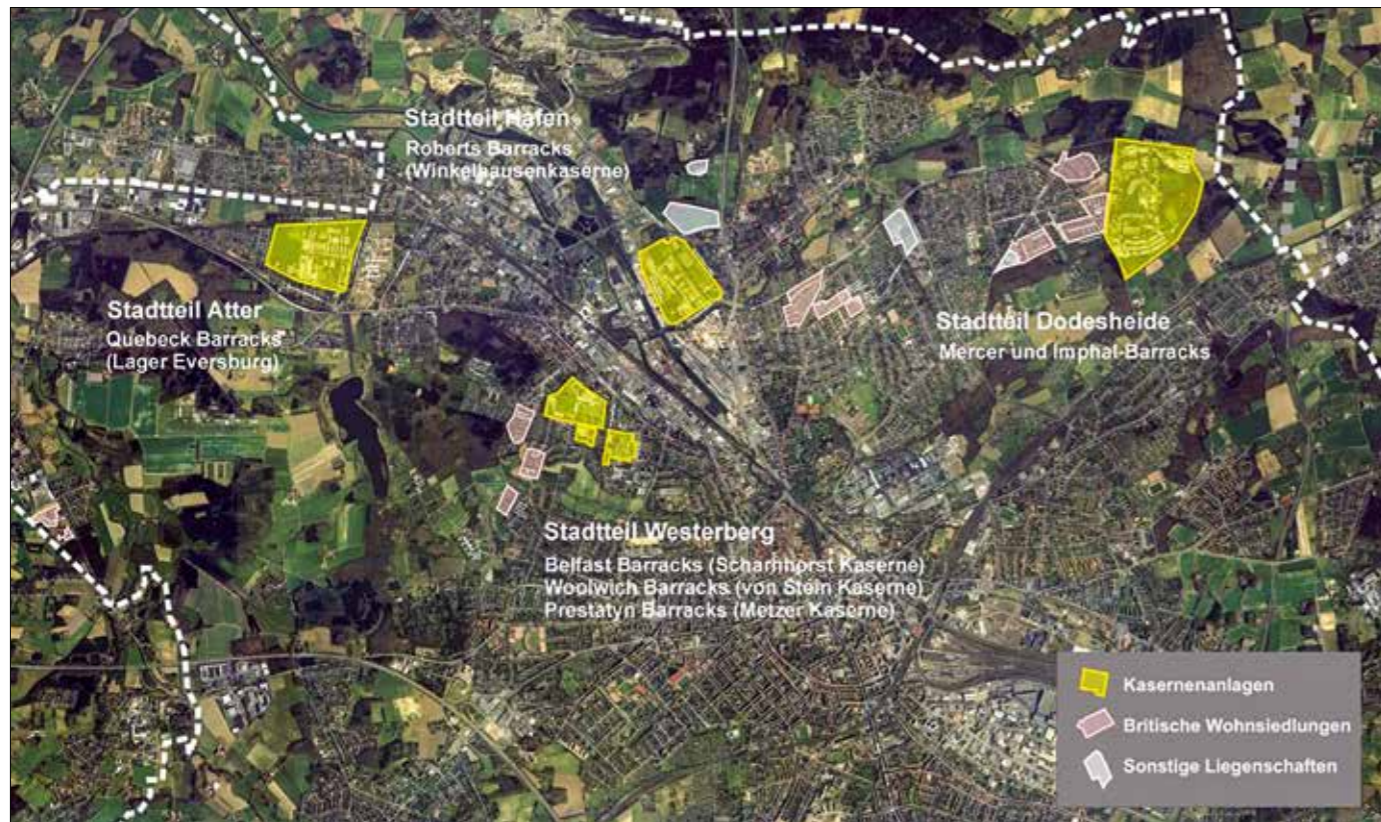 Stadtteil Hafen
Roberts Barracks
(Winkelhausenkaserne)
Stadtteil Atter
Quebeck Barracks
(Lager Eversburg)
Stadtteil Dodesheide
Mercer und Imphal-Barracks
Stadtteil Westerberg
Belfast Barracks (Scharnhorst Kaserne)
Woolwich Barracks (von Stein Kaserne)
Prestatyn Barracks (Metzer Kaserne)
Kasernenanlagen
Britische Wohnsiedlungen
Sonstige Liegenschaften